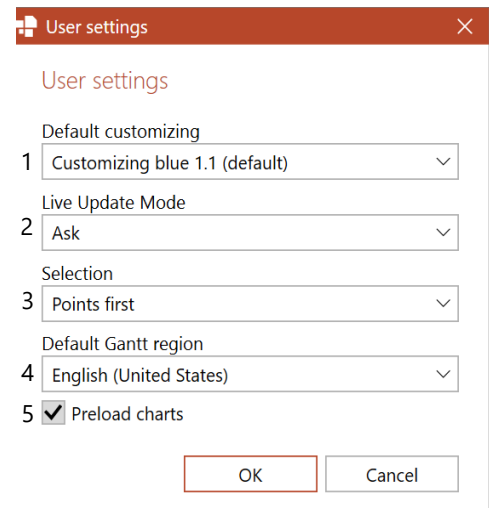 User settings
User settings
Default customizing
1 Customizing blue 1.1 (default)
Live Update Mode
2 Ask
Selection
3 Points first
Default Gantt region
4 English (United States)
5 Preload charts
OK Cancel